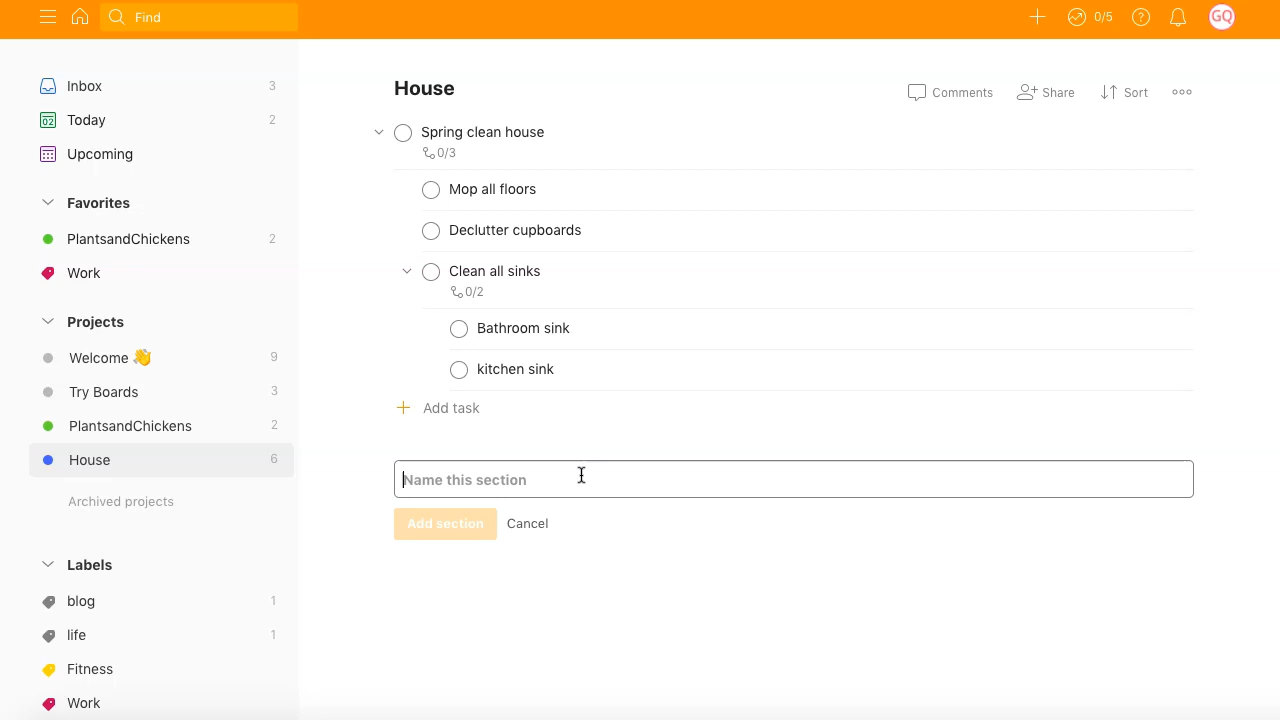 Find
0/5
GQ
Inbox 3
02 Today 2
Upcoming
Favorites
PlantsandChickens 2
Work
Projects
Welcome 👋 9
Try Boards 3
PlantsandChickens 2
House 6
Archived projects
Labels
blog 1
life 1
Fitness
Work
House
Comments Share Sort
Spring clean house
0/3
Mop all floors
Declutter cupboards
Clean all sinks
0/2
Bathroom sink
kitchen sink
Add task
Name this section
Add section Cancel